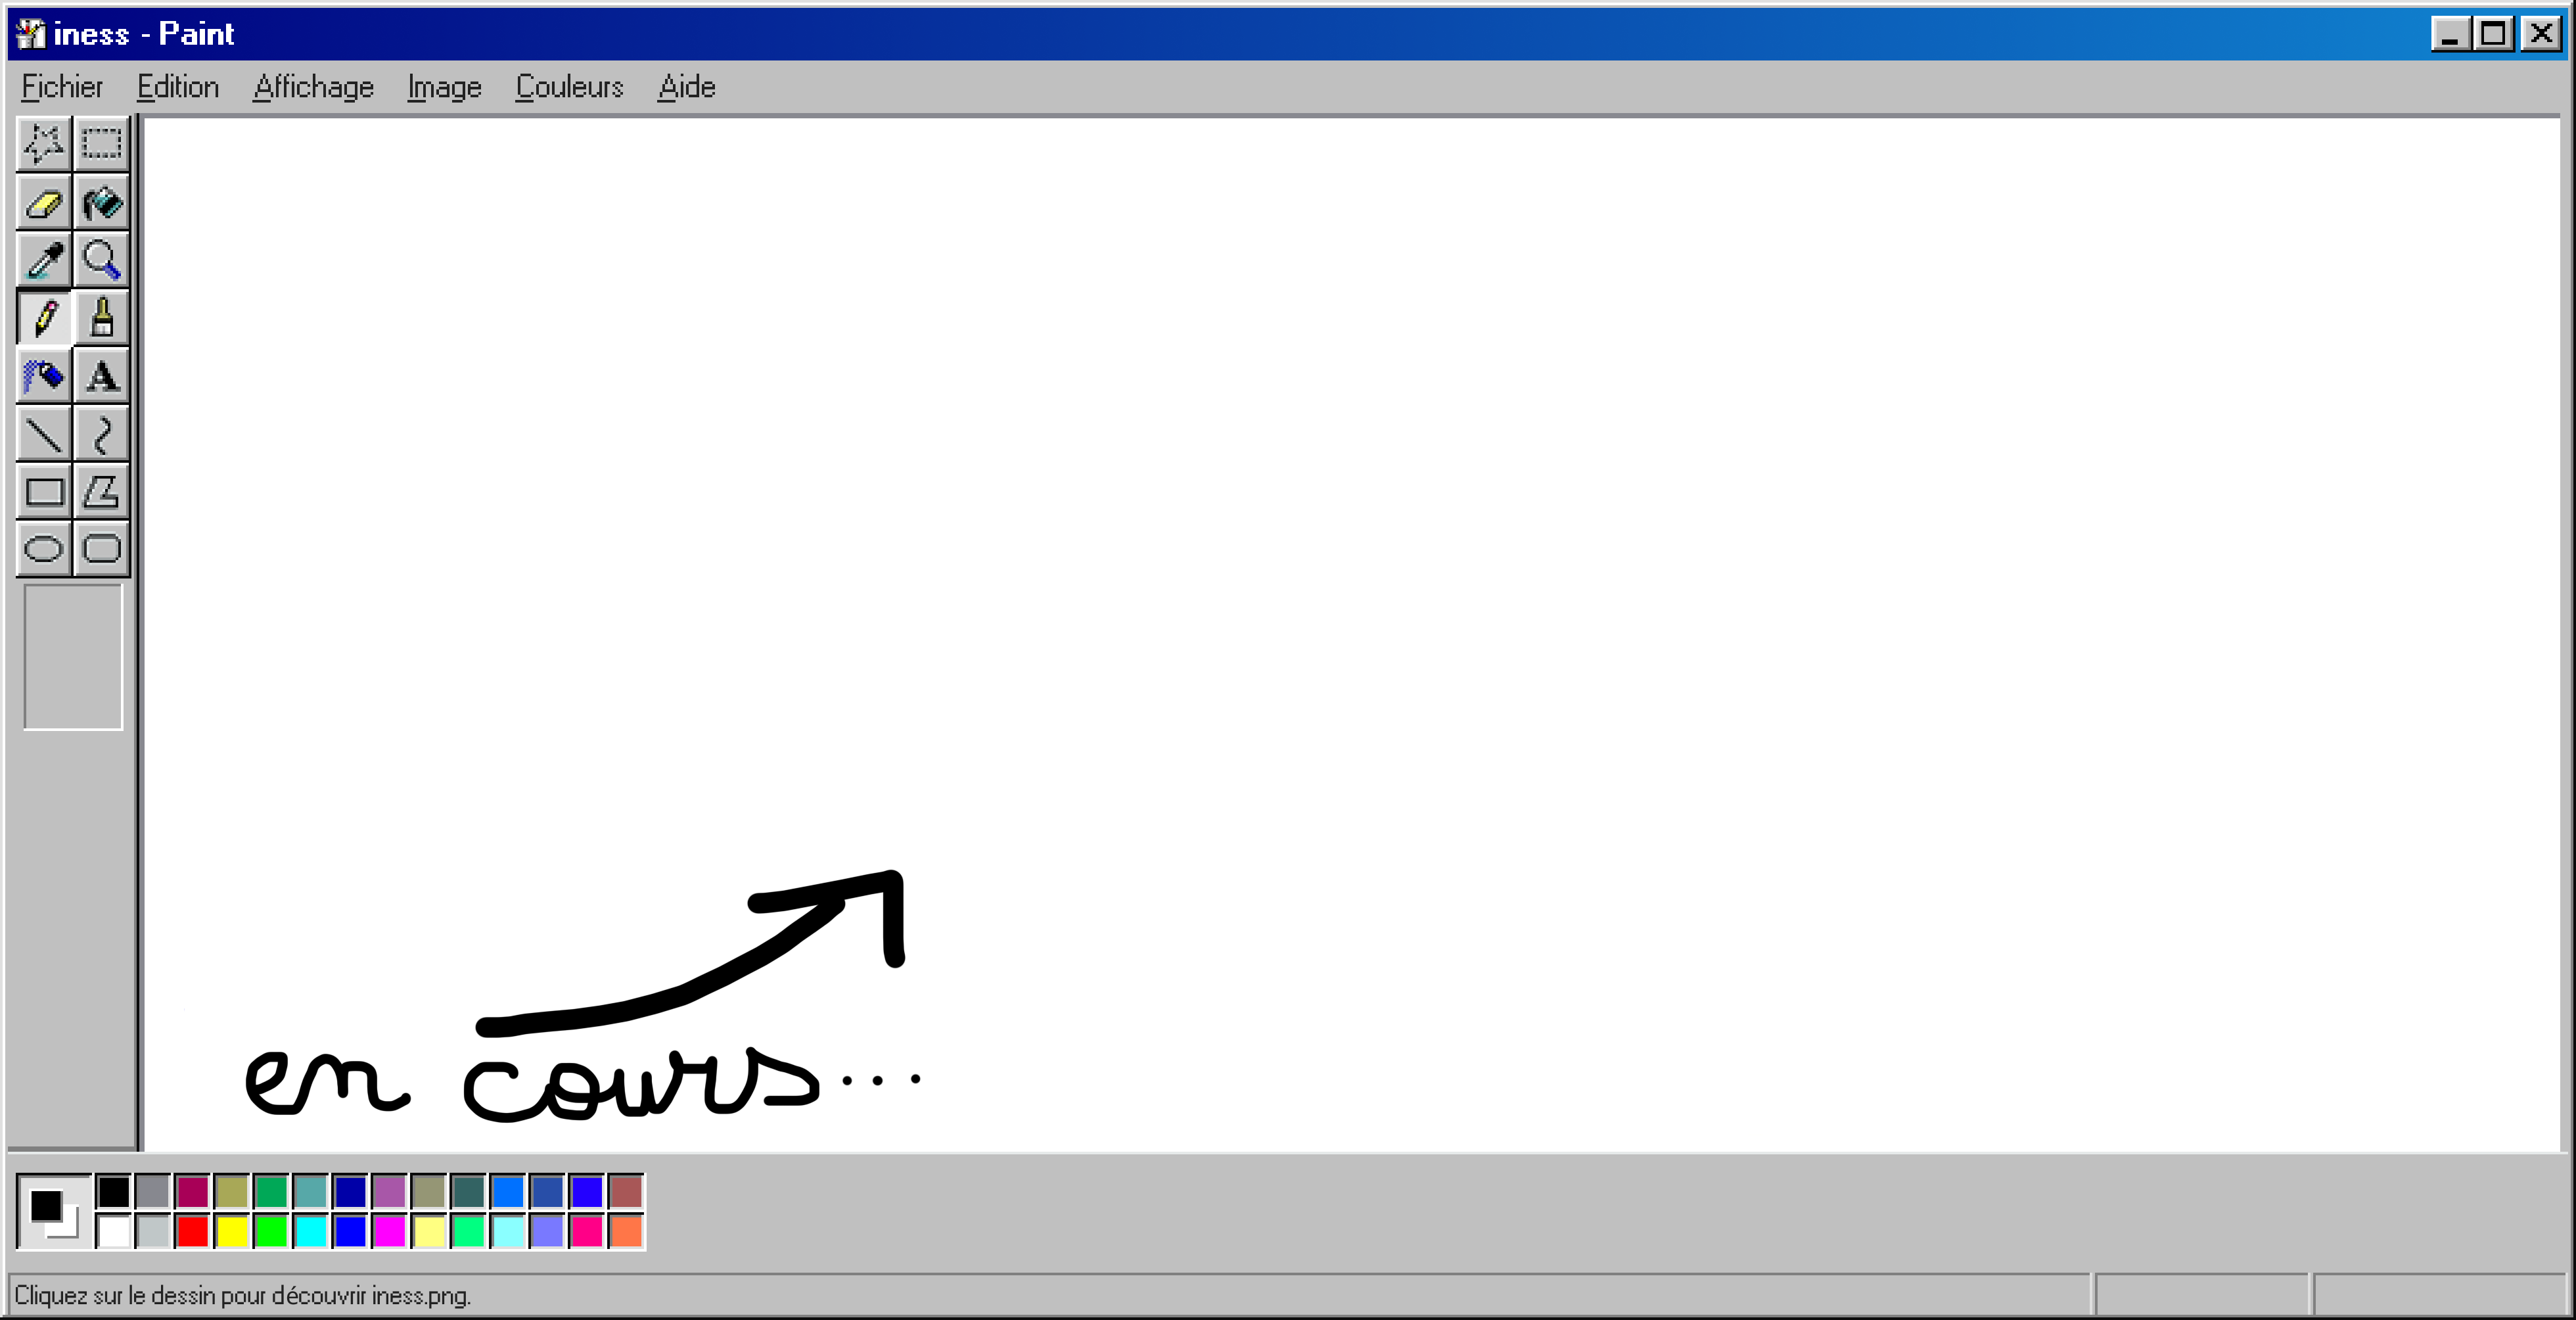 iness - Paint
Fichier Edition Affichage Image Couleurs Aide
A
en cours...
Cliquez sur le dessin pour découvrir iness.png.